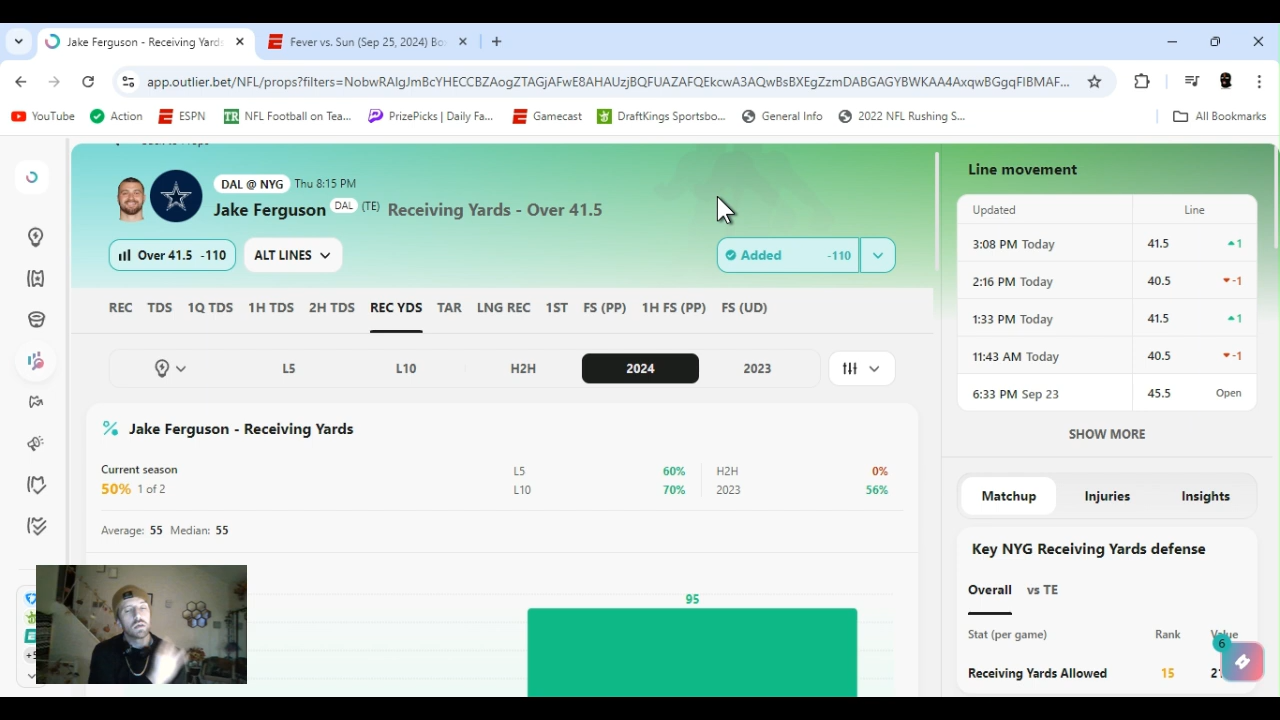 Jake Ferguson - Receiving Yards
Fever vs. Sun (Sep 25, 2024) Bo
app.outlier.bet/NFL/props?filters=NobwRAIgJmBcYHECCBZAogZTAGjAFwE8AHAUzjBQFUAZAFQEkcwA3AQwBsBXEgZzmDABGAGYBWKAA4AxqwBGgqFIBMAF...
YouTube
Action
ESPN
NFL Football on Tea...
PrizePicks | Daily Fa...
Gamecast
DraftKings Sportsbo...
General Info
2022 NFL Rushing S...
All Bookmarks
DAL @ NYG Thu 8:15 PM
Jake Ferguson DAL (TE) Receiving Yards - Over 41.5
Over 41.5 -110
ALT LINES
Added -110
REC TDS 1Q TDS 1H TDS 2H TDS REC YDS TAR LNG REC 1ST FS (PP) 1H FS (PP) FS (UD)
L5 L10 H2H 2024 2023
Jake Ferguson - Receiving Yards
Current season
50% 1 of 2
L5 60%
L10 70%
H2H 0%
2023 56%
Average: 55 Median: 55
95
Line movement
Updated Line
3:08 PM Today 41.5 1
2:16 PM Today 40.5 -1
1:33 PM Today 41.5 1
11:43 AM Today 40.5 -1
6:33 PM Sep 23 45.5 Open
SHOW MORE
Matchup Injuries Insights
Key NYG Receiving Yards defense
Overall vs TE
Stat (per game) Rank
6
Receiving Yards Allowed 15